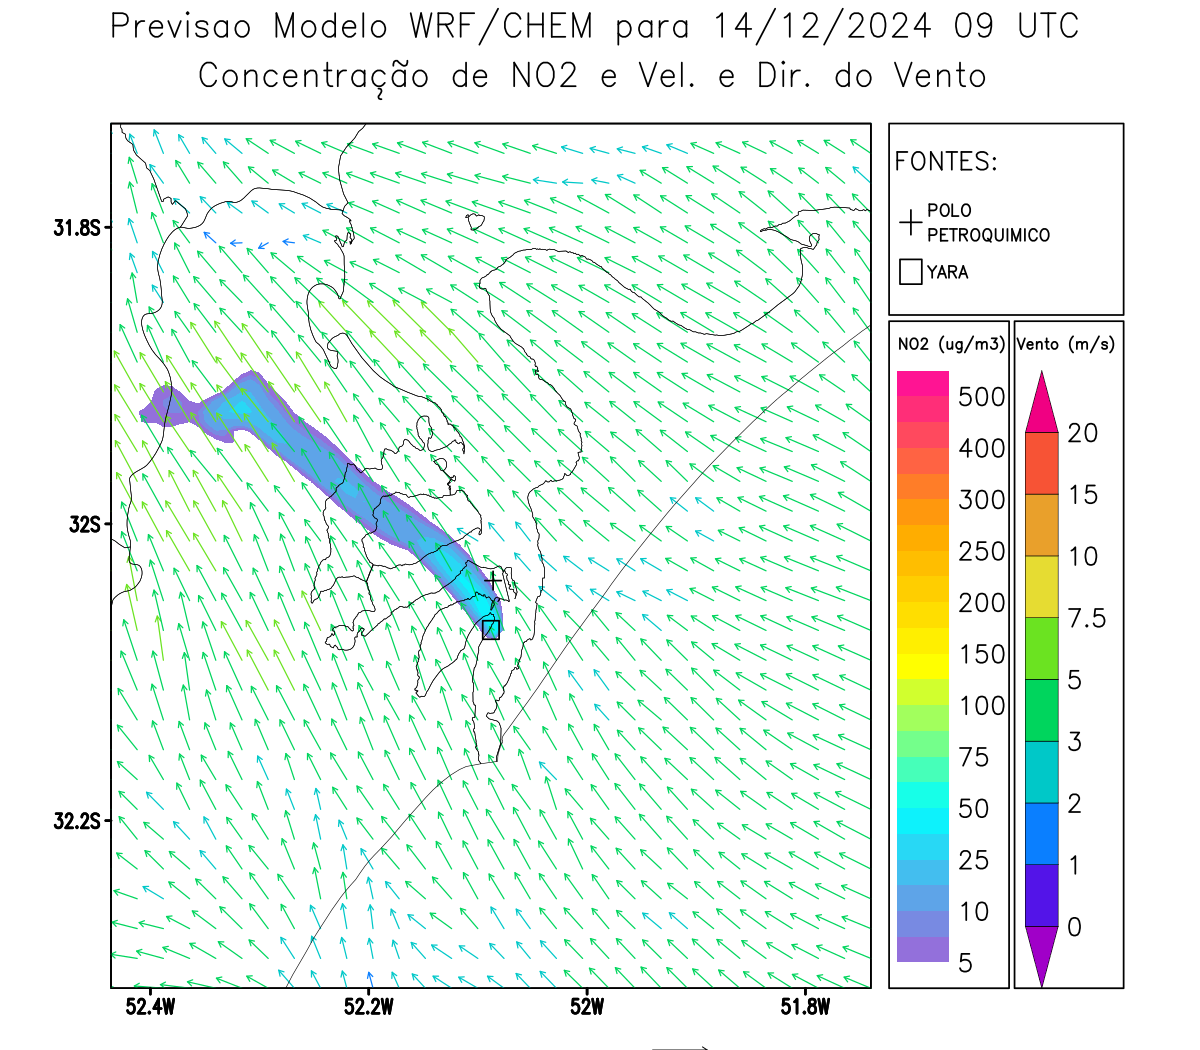 Previsao Modelo WRF/CHEM para 14/12/2024 09 UTC
Concentração de NO2 e Vel. e Dir. do Vento
FONTES:
POLO
PETROQUIMICO
YARA
NO2 (ug/m3)
500
400
300
250
200
150
100
75
50
25
10
5
Vento (m/s)
20
15
10
7.5
5
3
2
1
0
31.8S
32S
32.2S
52.4W
52.2W
52W
51.8W